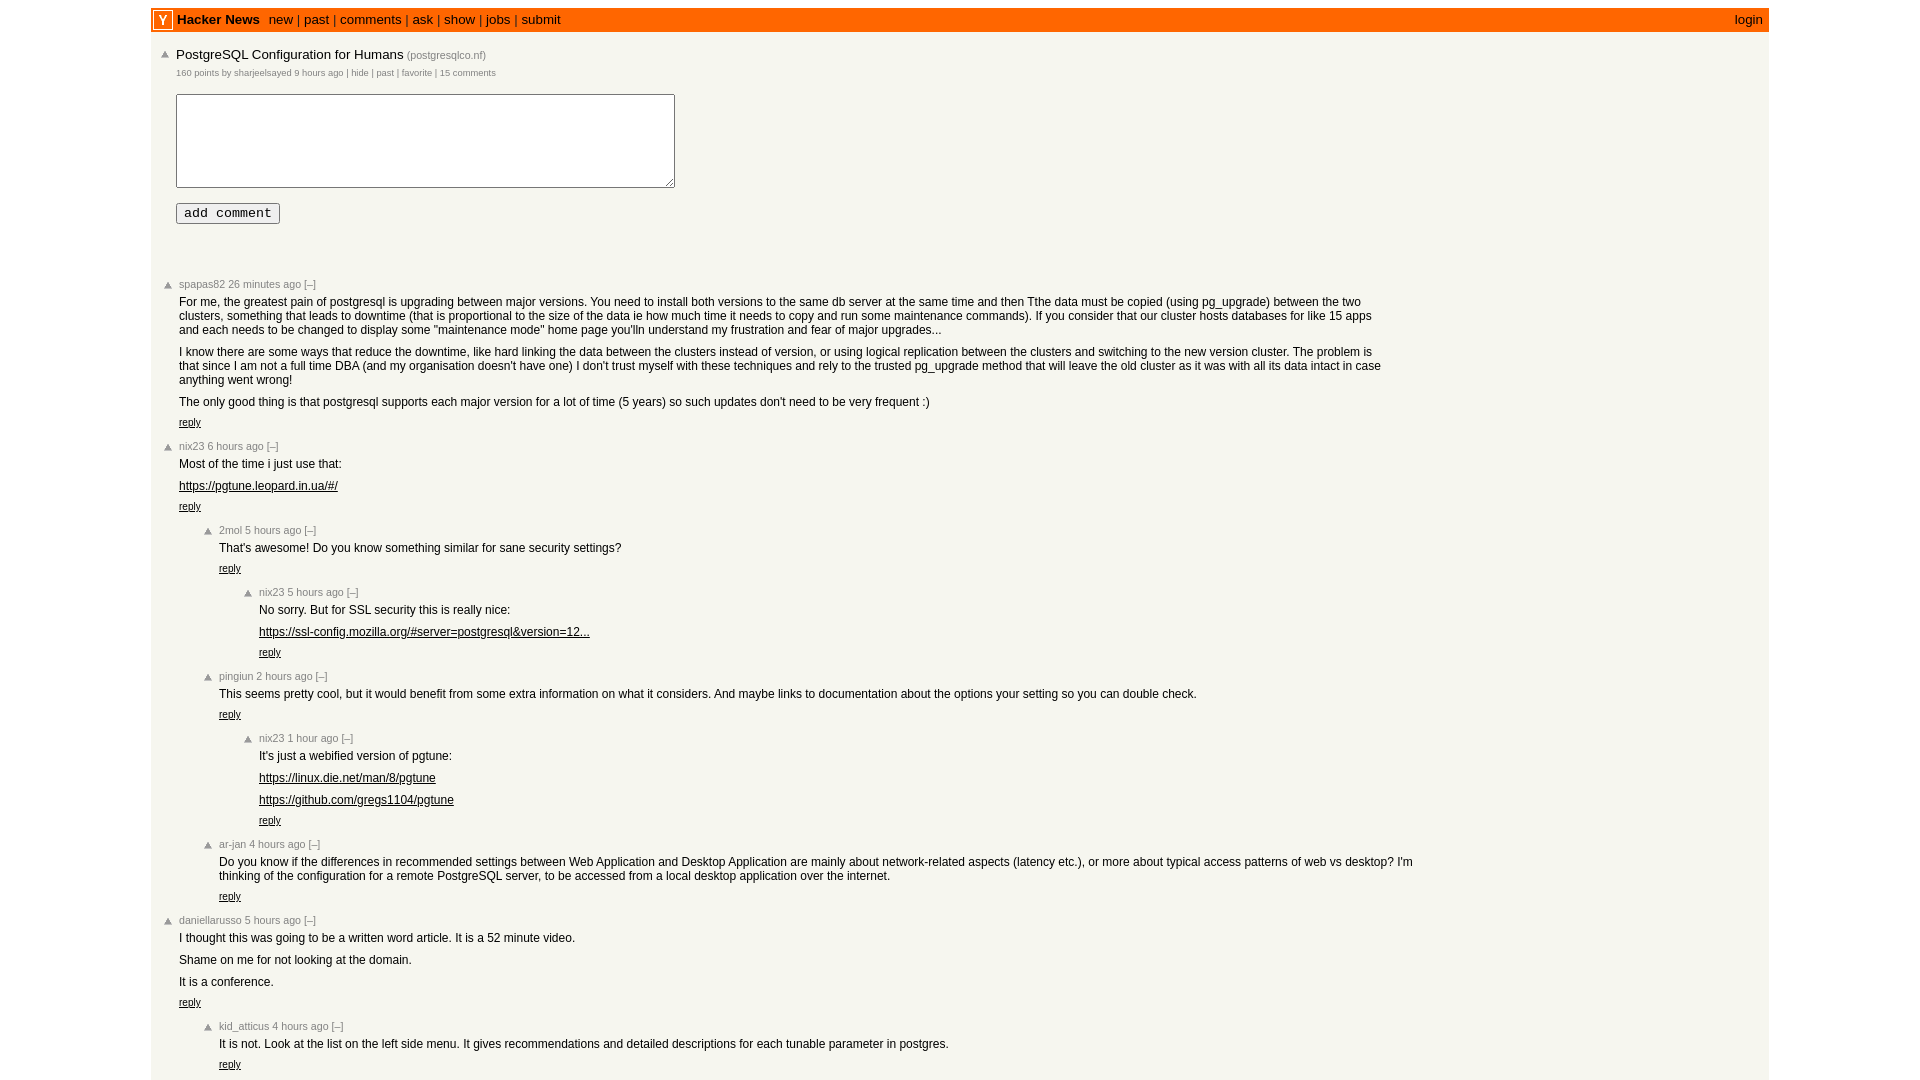 Y Hacker News new | past | comments | ask | show | jobs | submit login
PostgreSQL Configuration for Humans (postgresqlco.nf)
160 points by sharjeelsayed 9 hours ago | hide | past | favorite | 15 comments
add comment
spapas82 26 minutes ago [–]
For me, the greatest pain of postgresql is upgrading between major versions. You need to install both versions to the same db server at the same time and then Tthe data must be copied (using pg_upgrade) between the two
clusters, something that leads to downtime (that is proportional to the size of the data ie how much time it needs to copy and run some maintenance commands). If you consider that our cluster hosts databases for like 15 apps
and each needs to be changed to display some "maintenance mode" home page you'lln understand my frustration and fear of major upgrades...
I know there are some ways that reduce the downtime, like hard linking the data between the clusters instead of version, or using logical replication between the clusters and switching to the new version cluster. The problem is
that since I am not a full time DBA (and my organisation doesn't have one) I don't trust myself with these techniques and rely to the trusted pg_upgrade method that will leave the old cluster as it was with all its data intact in case
anything went wrong!
The only good thing is that postgresql supports each major version for a lot of time (5 years) so such updates don't need to be very frequent :)
reply
nix23 6 hours ago [–]
Most of the time i just use that:
https://pgtune.leopard.in.ua/#/
reply
2mol 5 hours ago [–]
That's awesome! Do you know something similar for sane security settings?
reply
nix23 5 hours ago [–]
No sorry. But for SSL security this is really nice:
https://ssl-config.mozilla.org/#server=postgresql&version=12...
reply
pingiun 2 hours ago [–]
This seems pretty cool, but it would benefit from some extra information on what it considers. And maybe links to documentation about the options your setting so you can double check.
reply
nix23 1 hour ago [–]
It's just a webified version of pgtune:
https://linux.die.net/man/8/pgtune
https://github.com/gregs1104/pgtune
reply
ar-jan 4 hours ago [–]
Do you know if the differences in recommended settings between Web Application and Desktop Application are mainly about network-related aspects (latency etc.), or more about typical access patterns of web vs desktop? I'm
thinking of the configuration for a remote PostgreSQL server, to be accessed from a local desktop application over the internet.
reply
daniellarusso 5 hours ago [–]
I thought this was going to be a written word article. It is a 52 minute video.
Shame on me for not looking at the domain.
It is a conference.
reply
kid_atticus 4 hours ago [–]
It is not. Look at the list on the left side menu. It gives recommendations and detailed descriptions for each tunable parameter in postgres.
reply